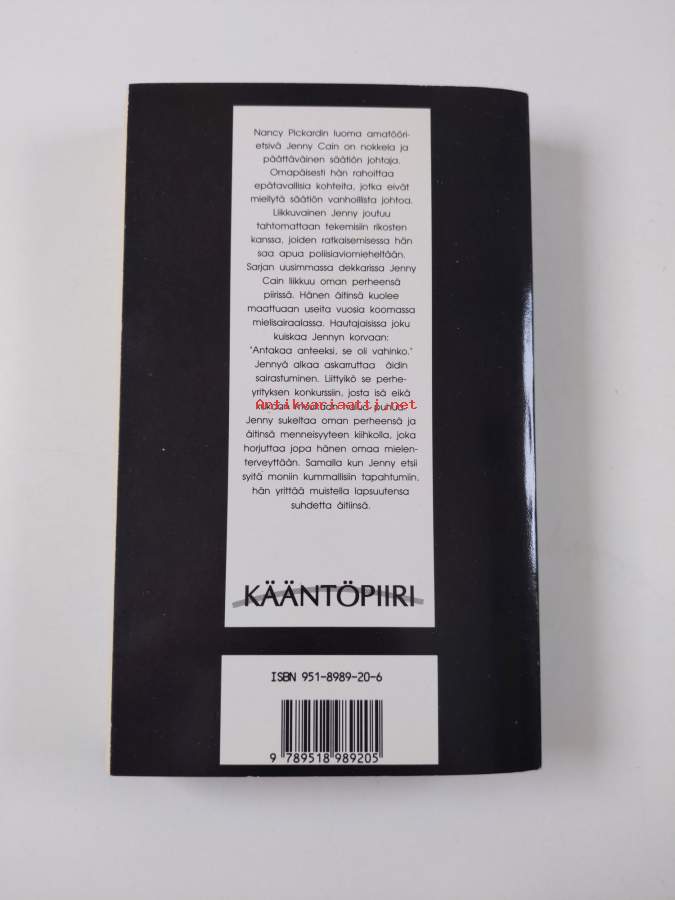 Nancy Pickardin luoma amatööri-
etsivä Jenny Cain on nokkela ja
päättäväinen säätiön johtaja.
Omapäisesti hän rahoittaa
epätavallisia kohteita, jotka eivät
miellytä säätiön vanhoillista johtoa.
Liikkuvainen Jenny joutuu
tahtomattaan tekemisiin rikosten
kanssa, joiden ratkaisemisessa hän
saa apua poliisiaviomieheltään.
Sarjan uusimmassa dekkarissa Jenny
Cain liikkuu oman perheensä
piirissä. Hänen äitinsä kuolee
maattuaan useita vuosia koomassa
mielisairaalassa. Hautajaisissa joku
kuiskaa Jennyn korvaan:
"Antakaa anteeksi, se oli vahinko."
Jennyä alkaa askarruttaa äidin
sairastuminen. Liittyikö se perhe-
yrityksen konkurssiin, josta isä eikä
Antikvariaatti.net
Jenny sukeltaa oman perheensä ja
äitinsä menneisyyteen kiihkolla, joka
horjuttaa jopa hänen omaa mielen-
terveyttään. Samalla kun Jenny etsii
syitä moniin kummallisiin tapahtumiin,
hän yrittää muistella lapsuutensa
suhdetta äitiinsä.
KÄÄNTÖPIIRI
ISBN 951-8989-20-6
9 789518 989205